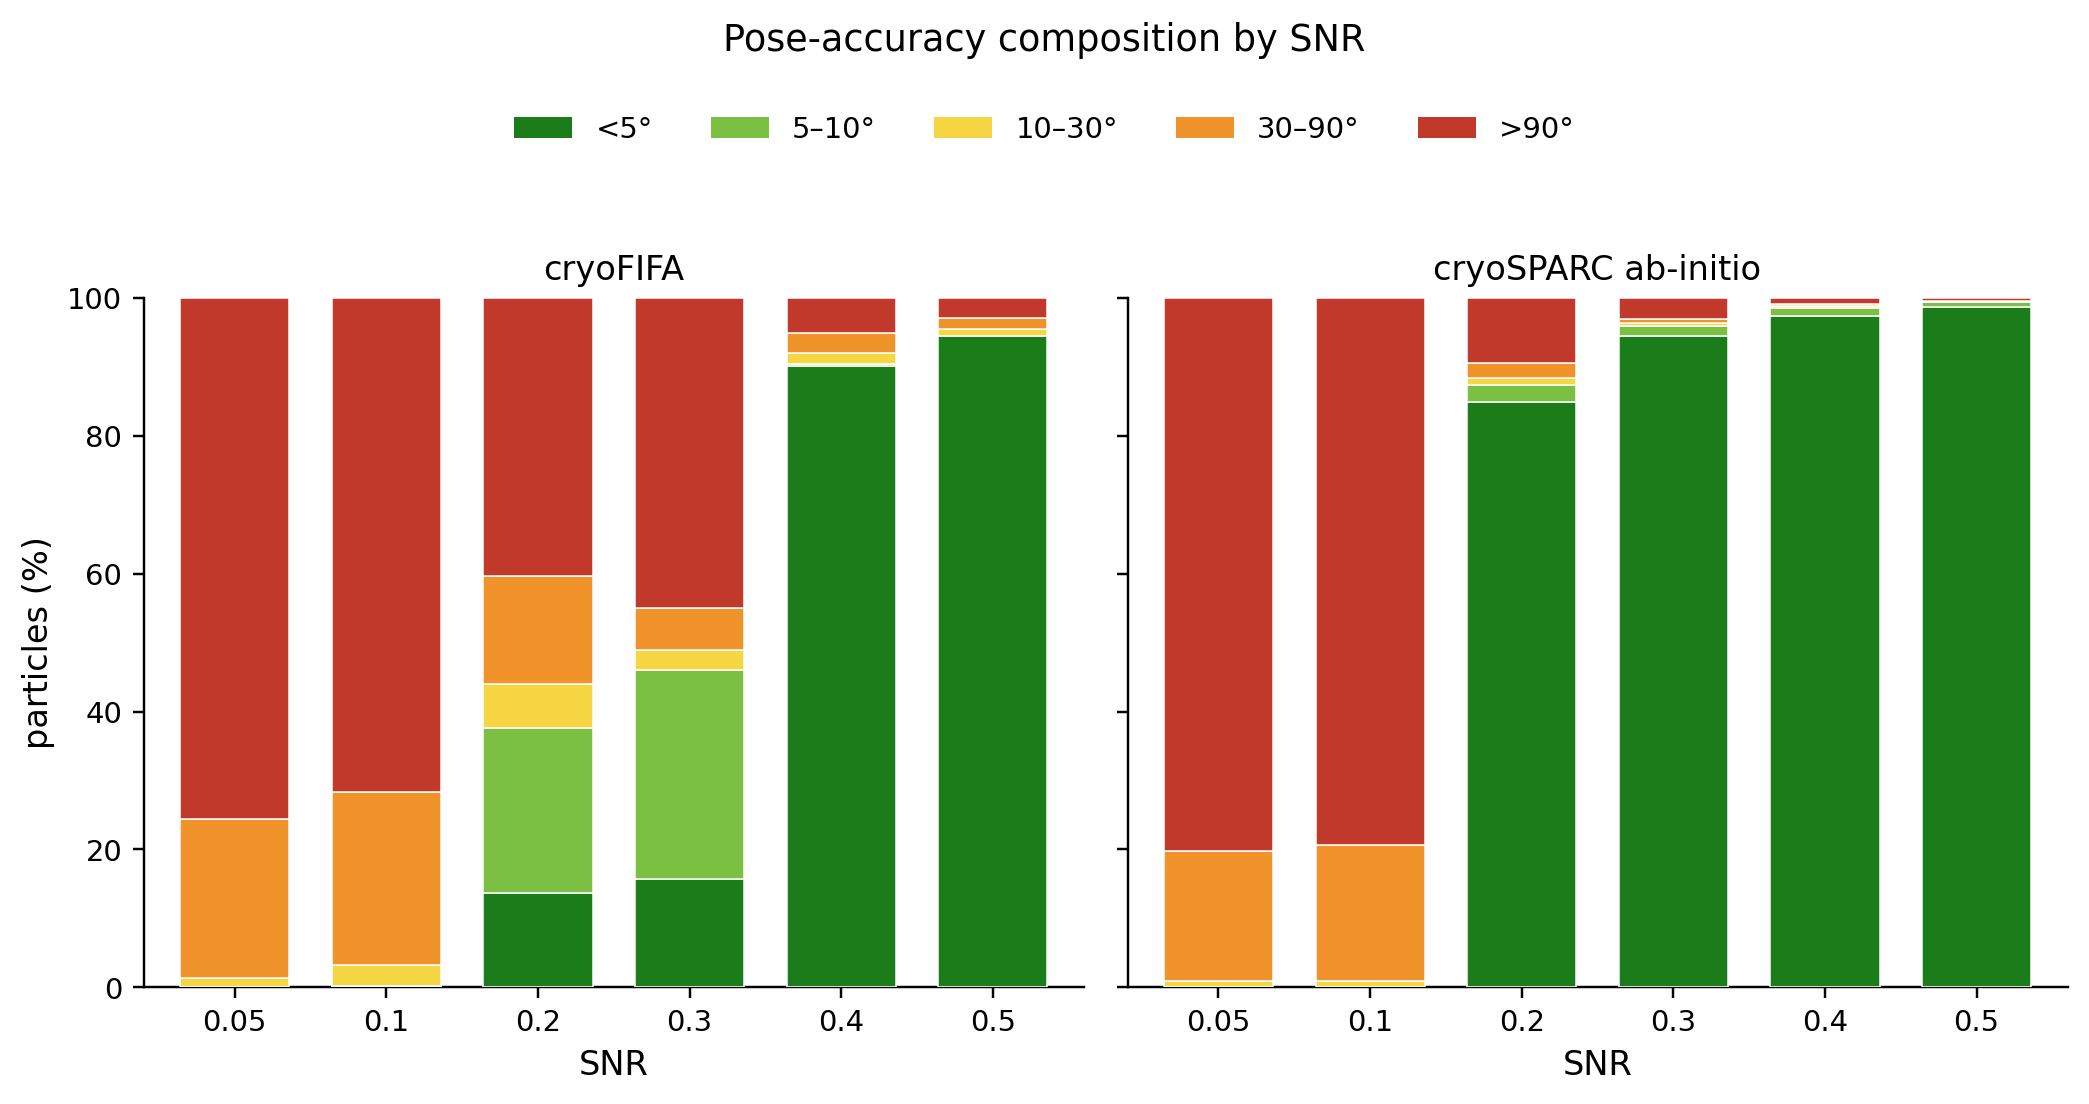 Pose-accuracy composition by SNR
<5° 5–10° 10–30° 30–90° >90°
cryoFIFA
cryoSPARC ab-initio
particles (%)
100
80
60
40
20
0
0.05 0.1 0.2 0.3 0.4 0.5
SNR
0.05 0.1 0.2 0.3 0.4 0.5
SNR